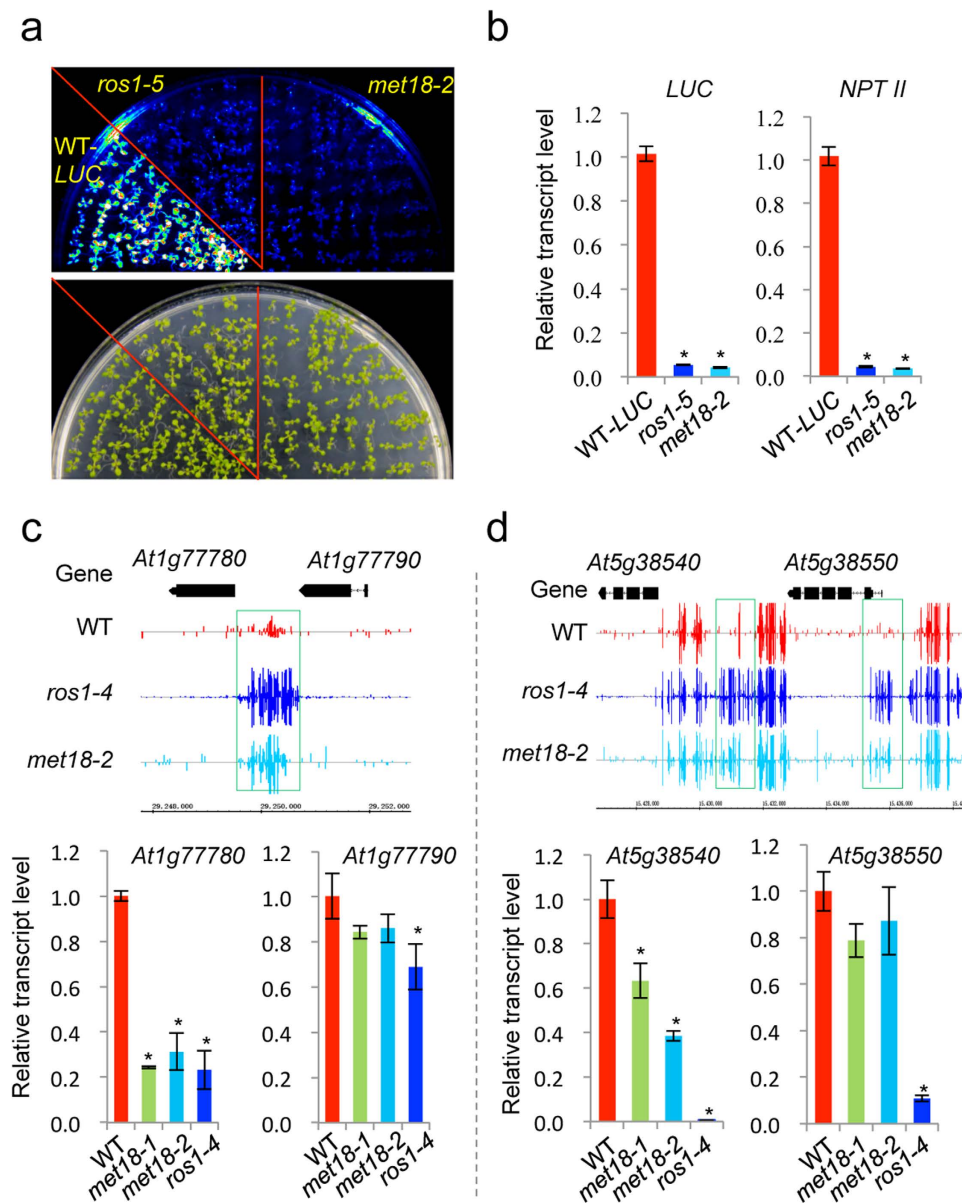 a
ros1-5
met18-2
WT-
LUC
b
LUC
NPT II
Relative transcript level
1.2
1.0
0.8
0.6
0.4
0.2
0.0
1.2
1.0
0.8
0.6
0.4
0.2
0.0
* *
* *
WT-LUC
ros1-5
met18-2
WT-LUC
ros1-5
met18-2
c
At1g77780
At1g77790
Gene
WT
ros1-4
met18-2
29.248.000 29.250.000 29.252.000
At1g77780
At1g77790
Relative transcript level
1.2
1.0
0.8
0.6
0.4
0.2
0.0
1.2
1.0
0.8
0.6
0.4
0.2
0.0
* * *
*
WT
met18-1
met18-2
ros1-4
WT
met18-1
met18-2
ros1-4
d
At5g38540
At5g38550
Gene
WT
ros1-4
met18-2
15.430.000 15.432.000 15.434.000
At5g38540
At5g38550
Relative transcript level
1.2
1.0
0.8
0.6
0.4
0.2
0.0
1.2
1.0
0.8
0.6
0.4
0.2
0.0
* * *
*
WT
met18-1
met18-2
ros1-4
WT
met18-1
met18-2
ros1-4